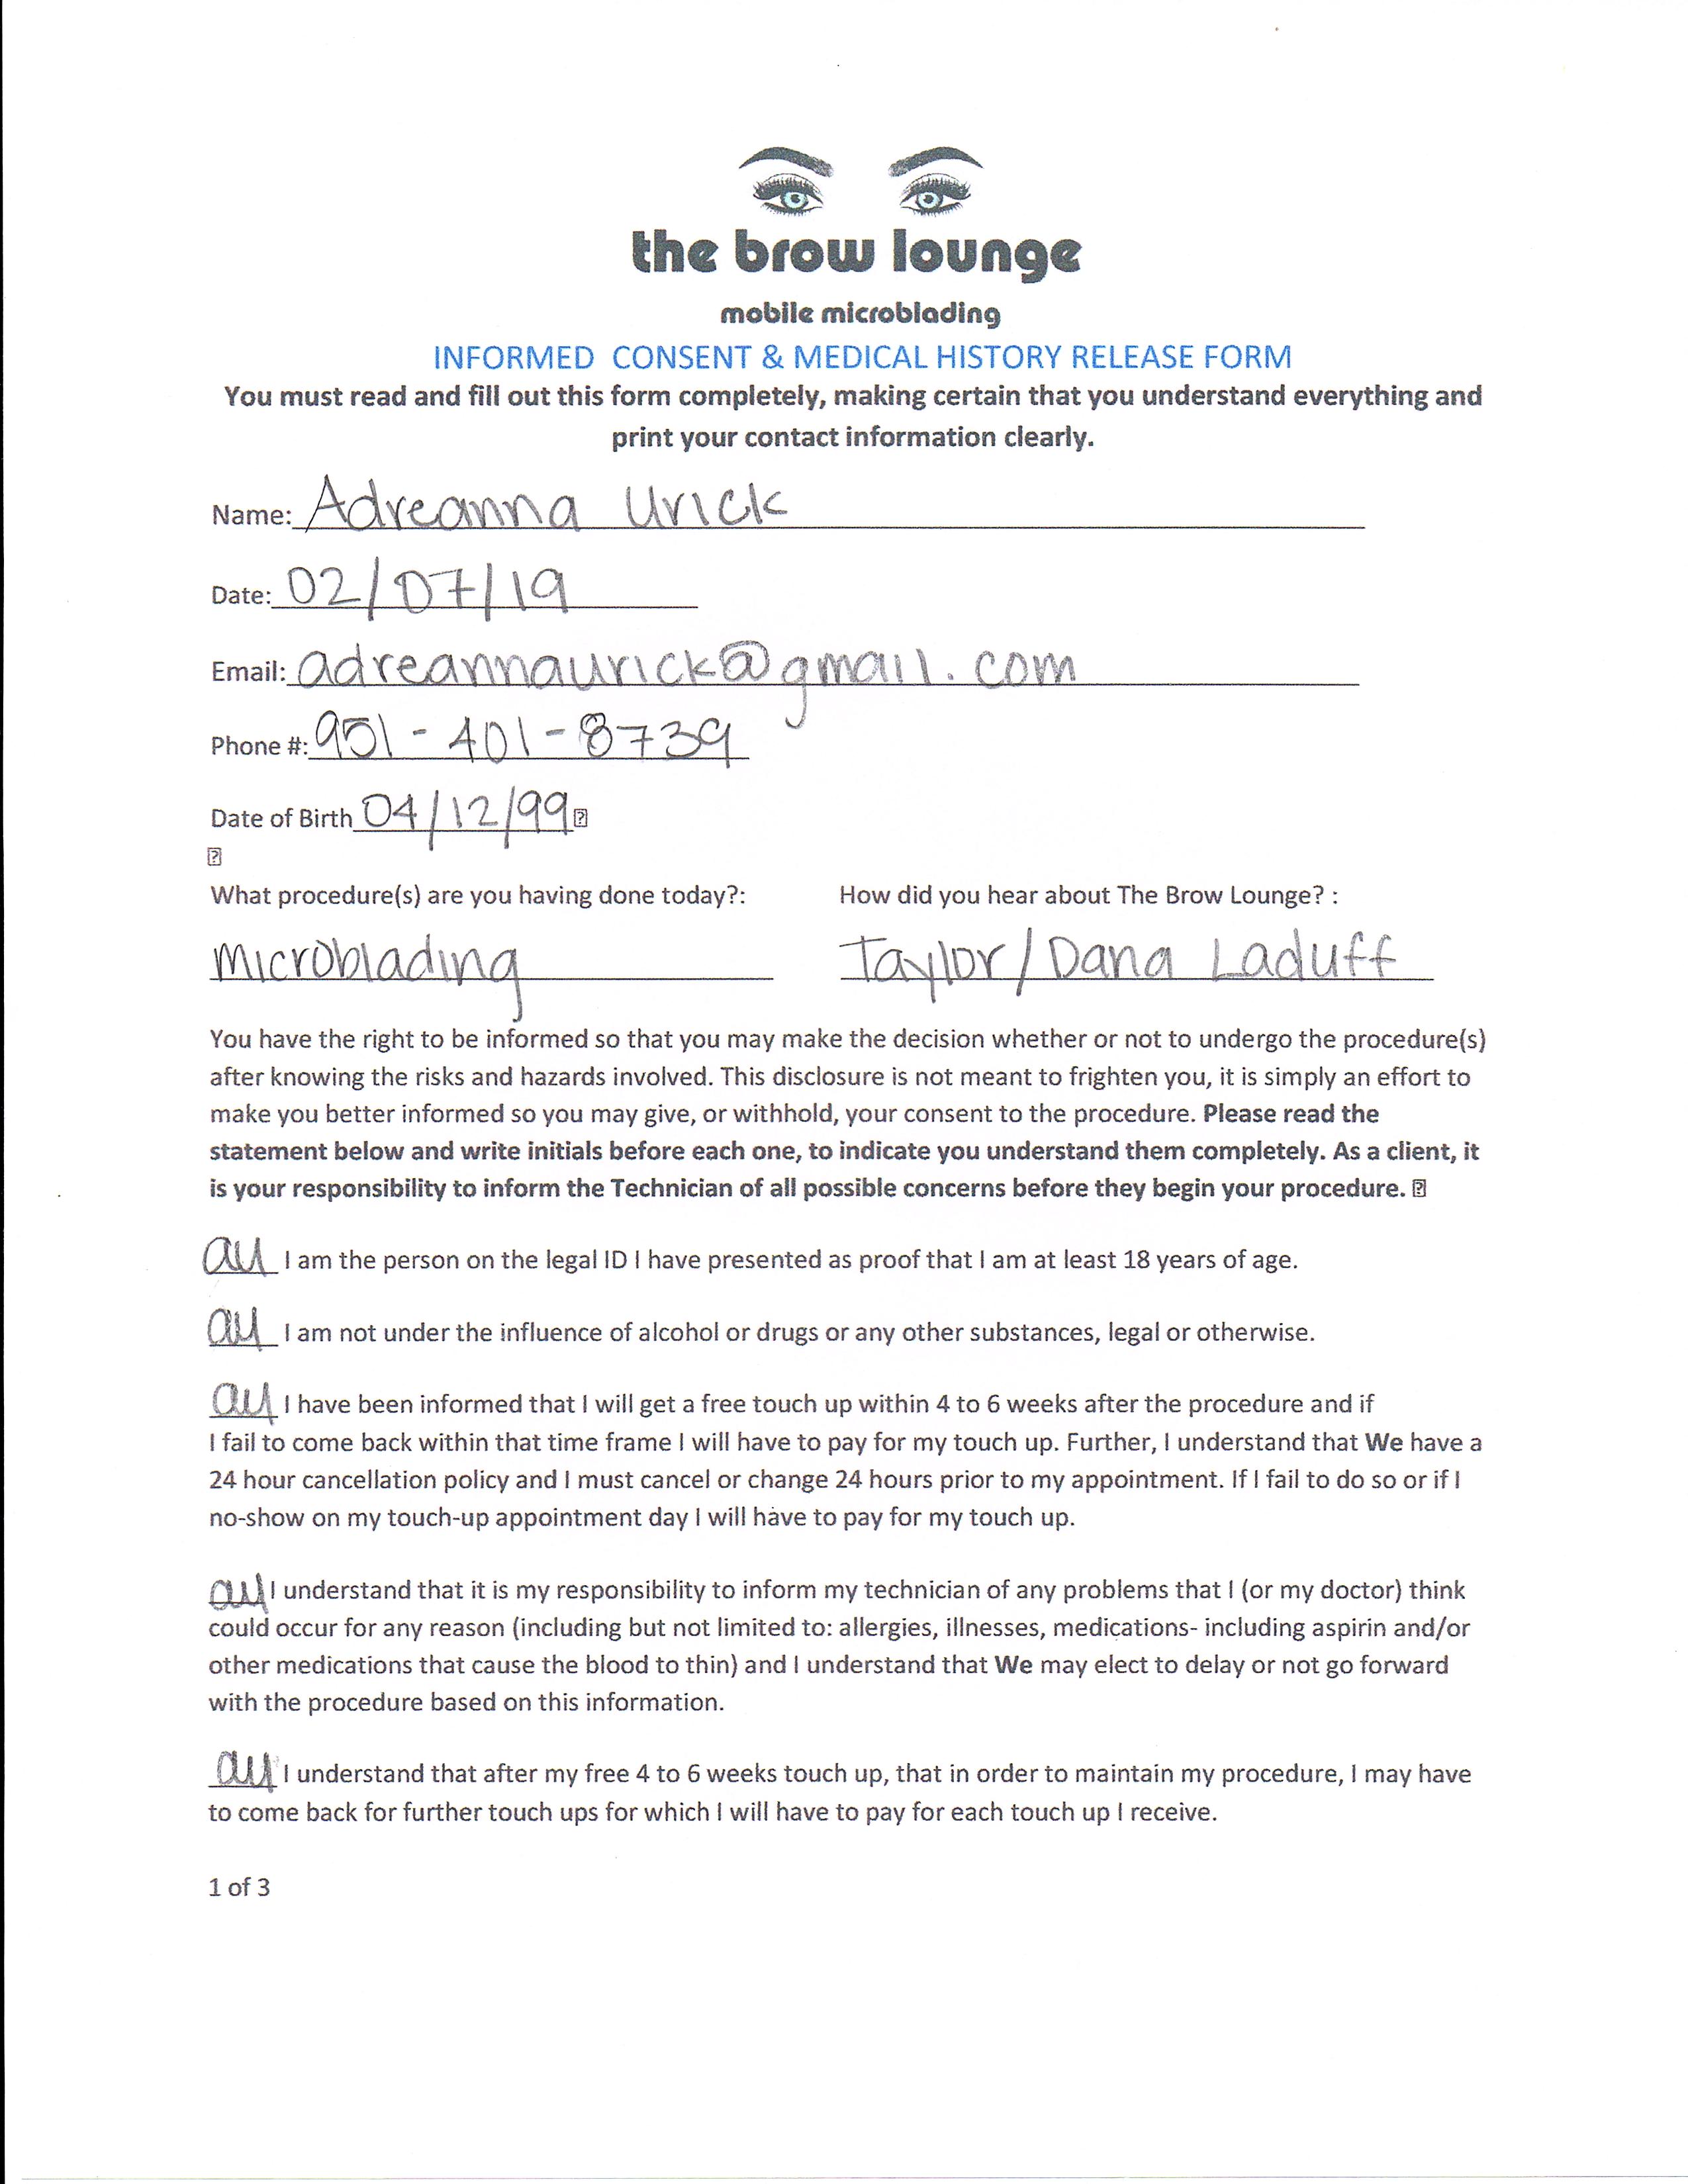 the brow lounge
mobile microblading
INFORMED CONSENT & MEDICAL HISTORY RELEASE FORM
You must read and fill out this form completely, making certain that you understand everything and
print your contact information clearly.
Name: Adreanna Urick
Date: 02/07/19
Email: adreannaurick@gmail.com
Phone #: 951-401-8739
Date of Birth 04/12/99
What procedure(s) are you having done today?: How did you hear about The Brow Lounge? :
Microblading Taylor/Dana Laduff
You have the right to be informed so that you may make the decision whether or not to undergo the procedure(s)
after knowing the risks and hazards involved. This disclosure is not meant to frighten you, it is simply an effort to
make you better informed so you may give, or withhold, your consent to the procedure. Please read the
statement below and write initials before each one, to indicate you understand them completely. As a client, it
is your responsibility to inform the Technician of all possible concerns before they begin your procedure.
au I am the person on the legal ID I have presented as proof that I am at least 18 years of age.
au I am not under the influence of alcohol or drugs or any other substances, legal or otherwise.
au I have been informed that I will get a free touch up within 4 to 6 weeks after the procedure and if
I fail to come back within that time frame I will have to pay for my touch up. Further, I understand that We have a
24 hour cancellation policy and I must cancel or change 24 hours prior to my appointment. If I fail to do so or if I
no-show on my touch-up appointment day I will have to pay for my touch up.
au I understand that it is my responsibility to inform my technician of any problems that I (or my doctor) think
could occur for any reason (including but not limited to: allergies, illnesses, medications- including aspirin and/or
other medications that cause the blood to thin) and I understand that We may elect to delay or not go forward
with the procedure based on this information.
au I understand that after my free 4 to 6 weeks touch up, that in order to maintain my procedure, I may have
to come back for further touch ups for which I will have to pay for each touch up I receive.
1 of 3